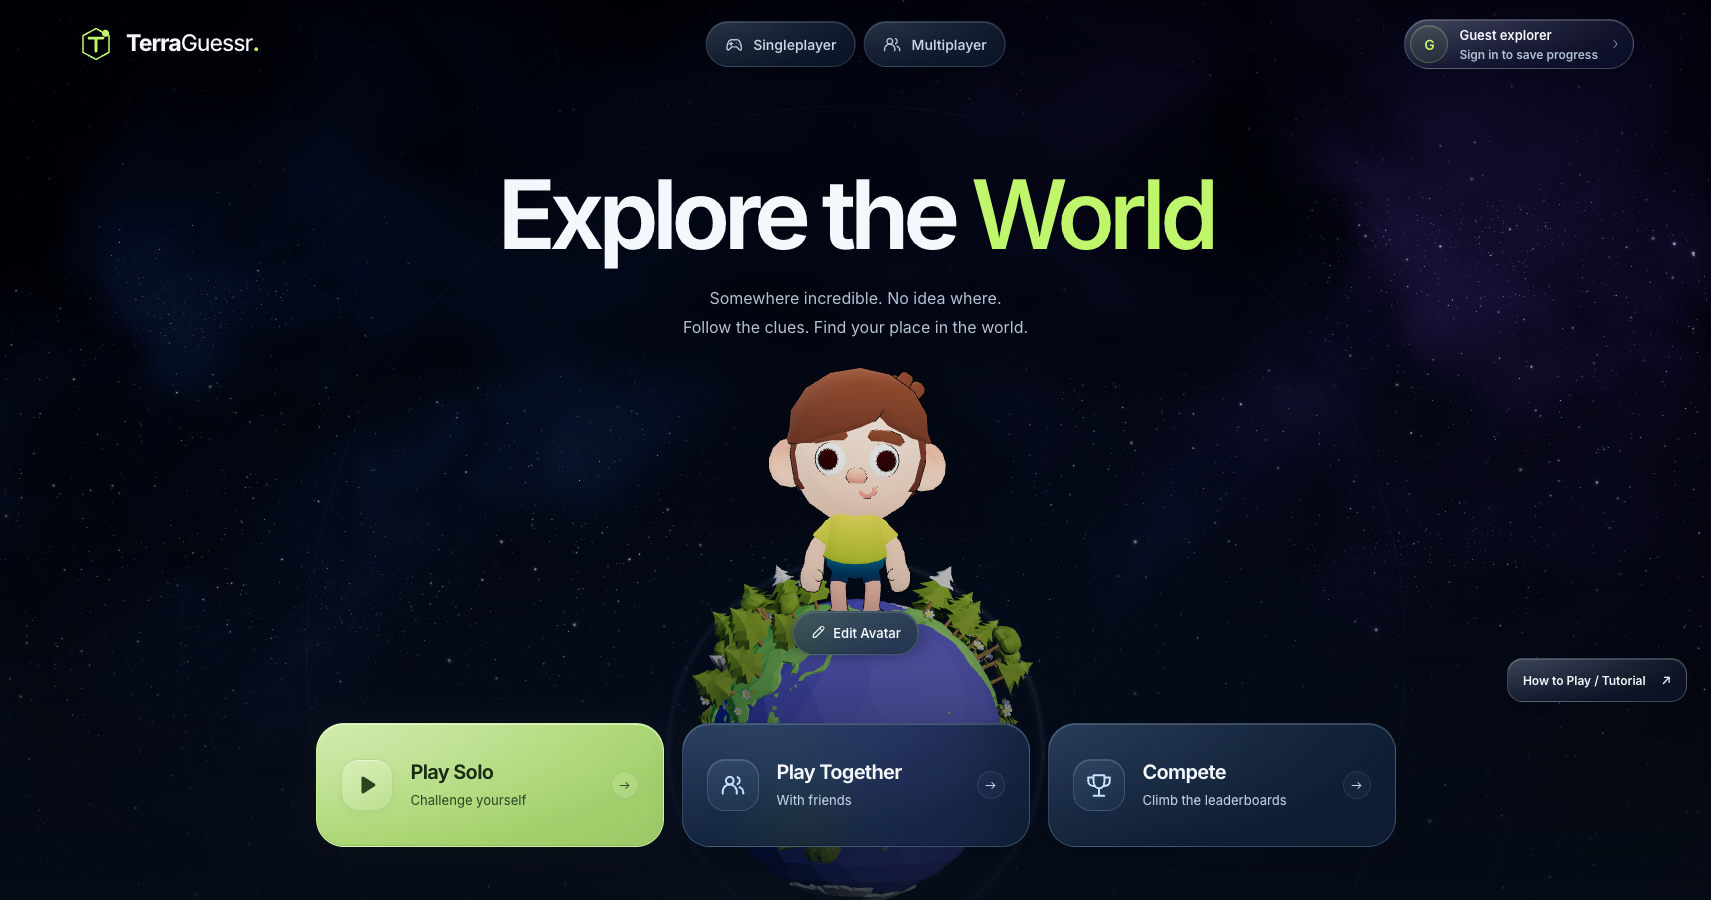 TerraGuessr.
Singleplayer
Multiplayer
G
Guest explorer
Sign in to save progress
Explore the World
Somewhere incredible. No idea where.
Follow the clues. Find your place in the world.
Edit Avatar
How to Play / Tutorial
Play Solo
Challenge yourself
Play Together
With friends
Compete
Climb the leaderboards